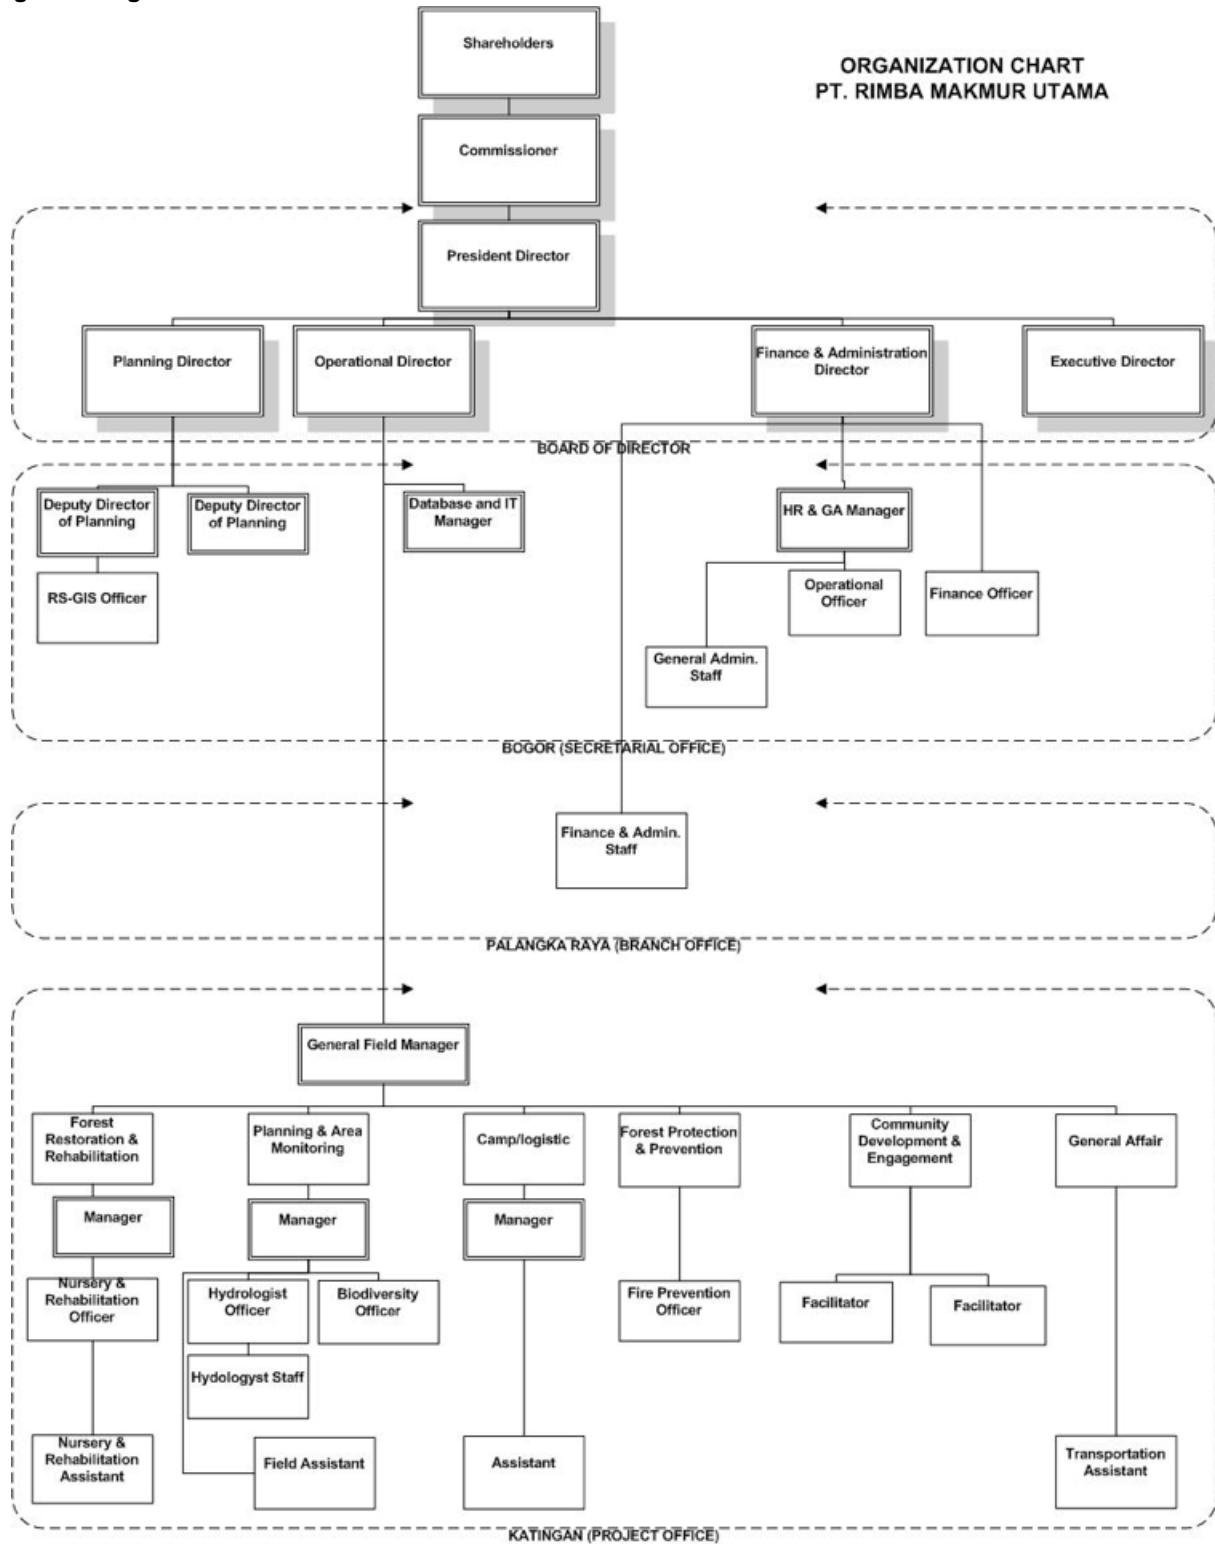 Shareholders
ORGANIZATION CHART
PT. RIMBA MAKMUR UTAMA
Commissioner
President Director
Planning Director
Operational Director
Finance & Administration
Director
Executive Director
BOARD OF DIRECTOR
Deputy Director
of Planning
Deputy Director
of Planning
Database and IT
Manager
HR & GA Manager
RS-GIS Officer
Operational
Officer
Finance Officer
General Admin.
Staff
BOGOR (SECRETARIAL OFFICE)
Finance & Admin.
Staff
PALANGKA RAYA (BRANCH OFFICE)
General Field Manager
Forest
Restoration &
Rehabilitation
Planning & Area
Monitoring
Camp/logistic
Forest Protection
& Prevention
Community
Development &
Engagement
General Affair
Manager
Manager
Manager
Nursery &
Rehabilitation
Officer
Hydrologist
Officer
Biodiversity
Officer
Fire Prevention
Officer
Facilitator
Facilitator
Hydologyst Staff
Nursery &
Rehabilitation
Assistant
Field Assistant
Assistant
Transportation
Assistant
KATINGAN (PROJECT OFFICE)